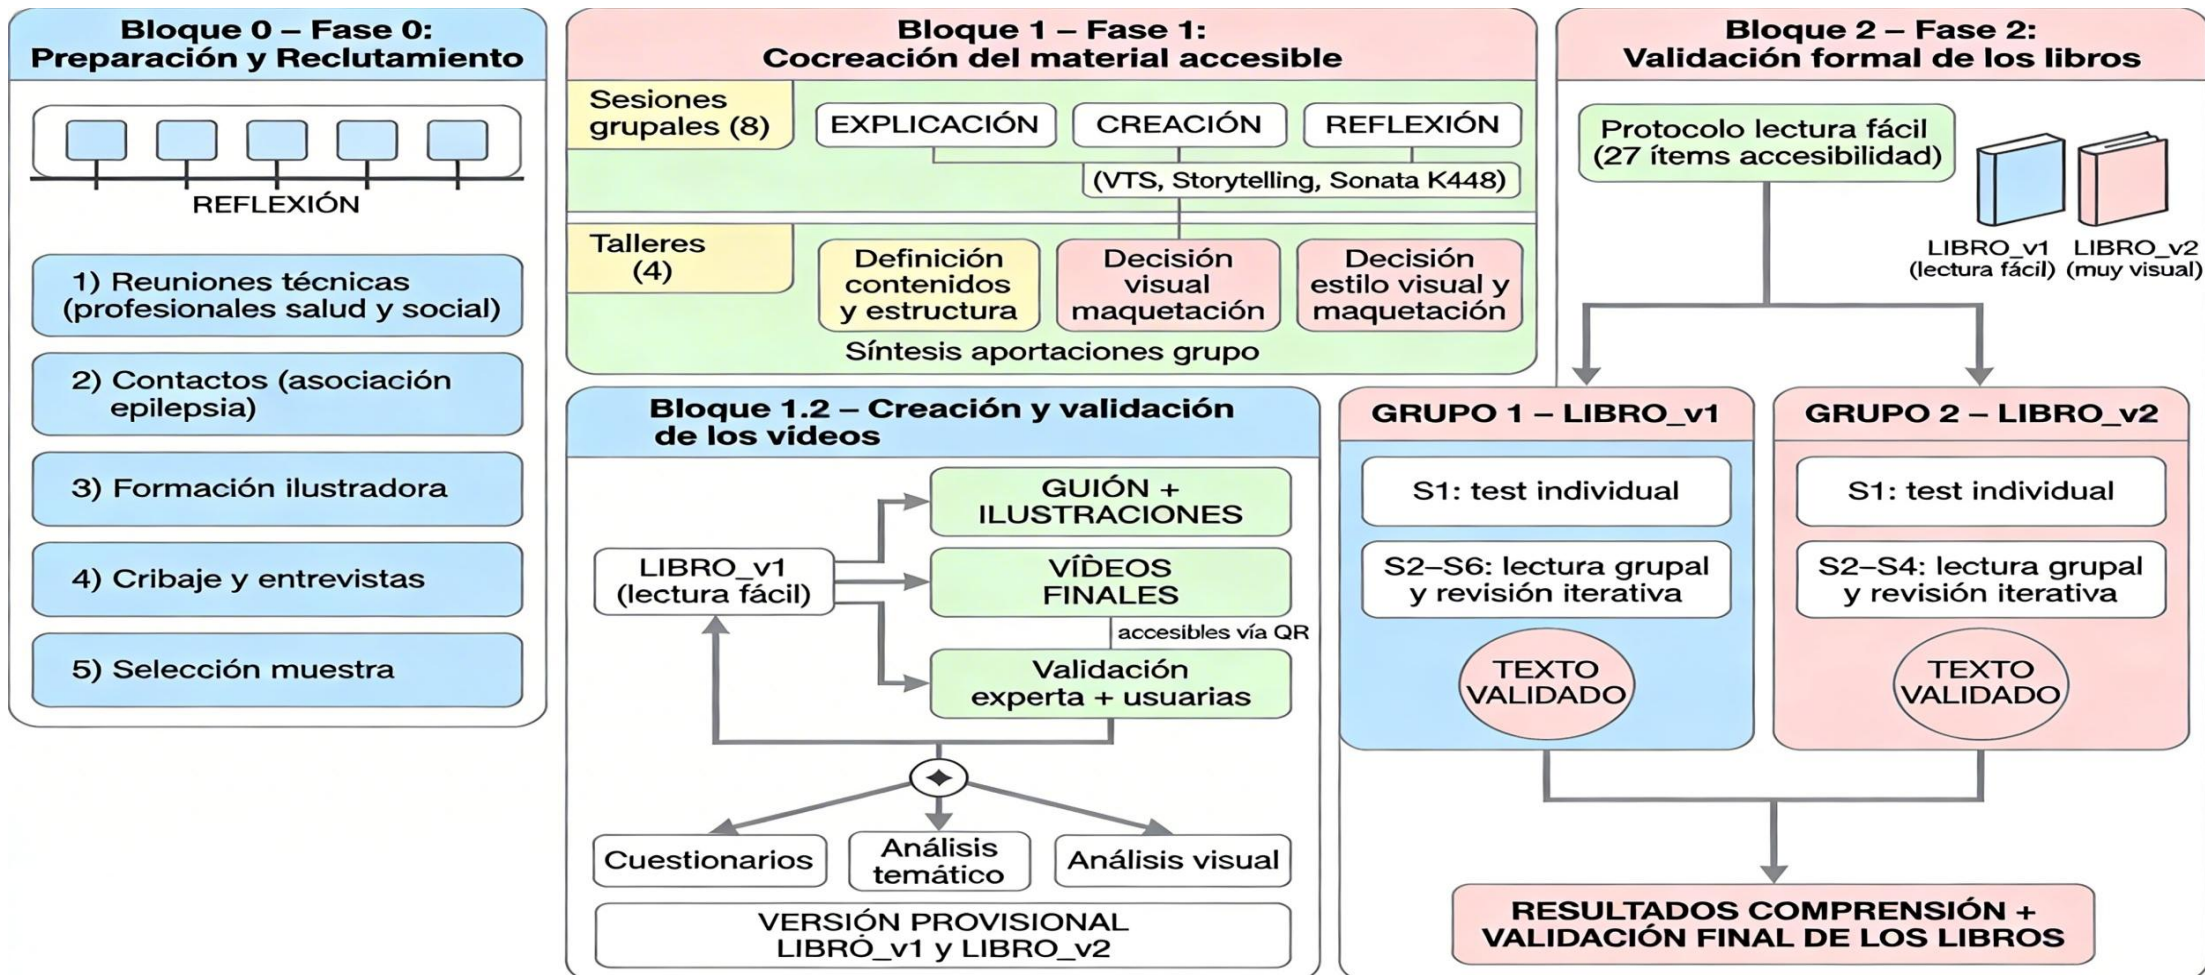 Bloque 0 – Fase 0:
Preparación y Reclutamiento
REFLEXIÓN
1) Reuniones técnicas
(profesionales salud y social)
2) Contactos (asociación
epilepsia)
3) Formación ilustradora
4) Cribaje y entrevistas
5) Selección muestra
Bloque 1 – Fase 1:
Cocreación del material accesible
Sesiones
grupales (8)
EXPLICACIÓN
CREACIÓN
REFLEXIÓN
(VTS, Storytelling, Sonata K448)
Talleres
(4)
Definición
contenidos
y estructura
Decisión
visual
maquetación
Decisión
estilo visual y
maquetación
Síntesis aportaciones grupo
Bloque 1.2 – Creación y validación
de los videos
LIBRO_v1
(lectura fácil)
GUIÓN +
ILUSTRACIONES
VÍDEOS
FINALES
accesibles vía QR
Validación
experta + usuarias
Cuestionarios
Análisis
temático
Análisis visual
VERSIÓN PROVISIONAL
LIBRO_v1 y LIBRO_v2
Bloque 2 – Fase 2:
Validación formal de los libros
Protocolo lectura fácil
(27 ítems accesibilidad)
LIBRO_v1
(lectura fácil)
LIBRO_v2
(muy visual)
GRUPO 1 – LIBRO_v1
S1: test individual
S2–S6: lectura grupal
y revisión iterativa
TEXTO
VALIDADO
GRUPO 2 – LIBRO_v2
S1: test individual
S2–S4: lectura grupal
y revisión iterativa
TEXTO
VALIDADO
RESULTADOS COMPRENSIÓN +
VALIDACIÓN FINAL DE LOS LIBROS